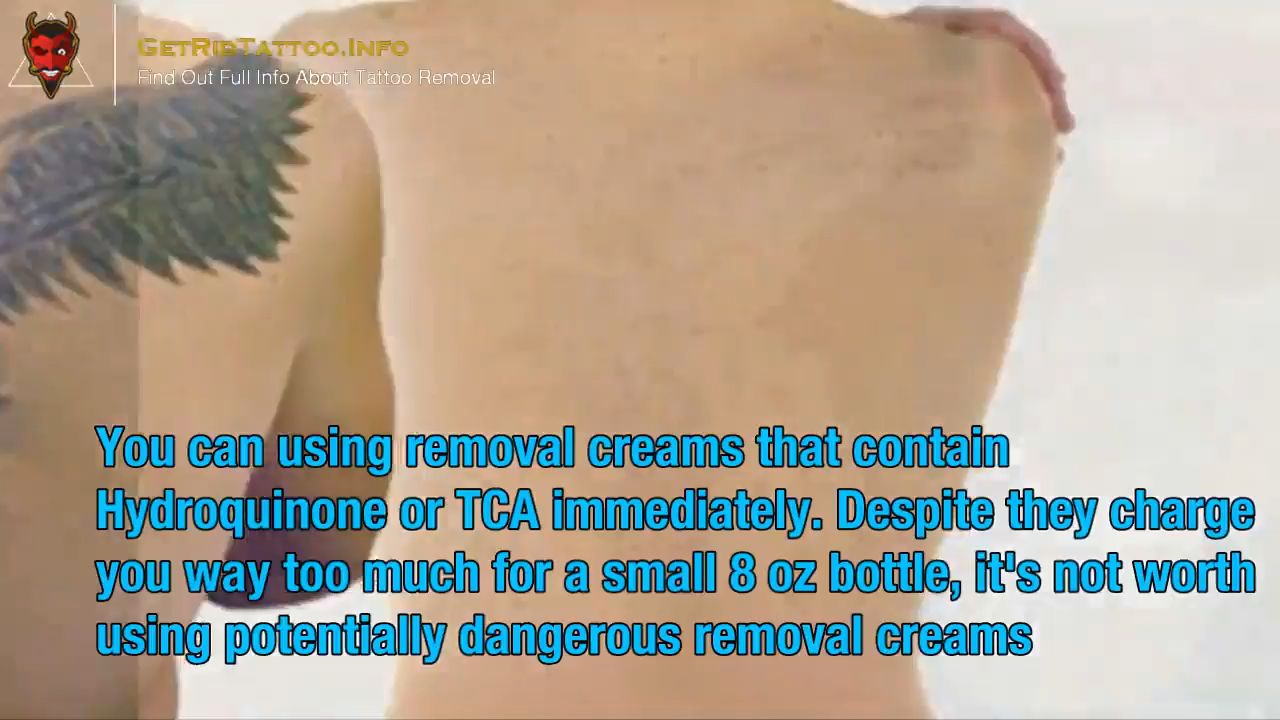 GetRidTattoo.Info
Find Out Full Info About Tattoo Removal
You can using removal creams that contain
Hydroquinone or TCA immediately. Despite they charge
you way too much for a small 8 oz bottle, it's not worth
using potentially dangerous removal creams